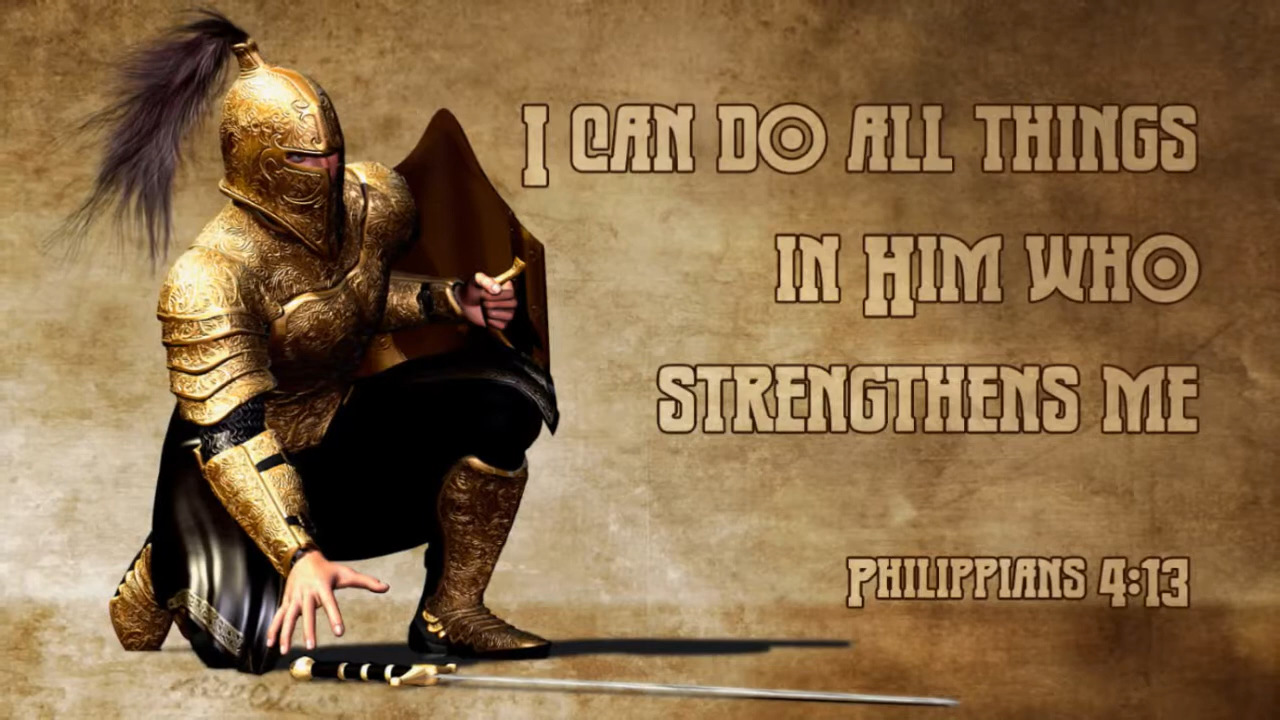 I CAN DO ALL THINGS
IN HIM WHO
STRENGTHENS ME
PHILIPPIANS 4:13